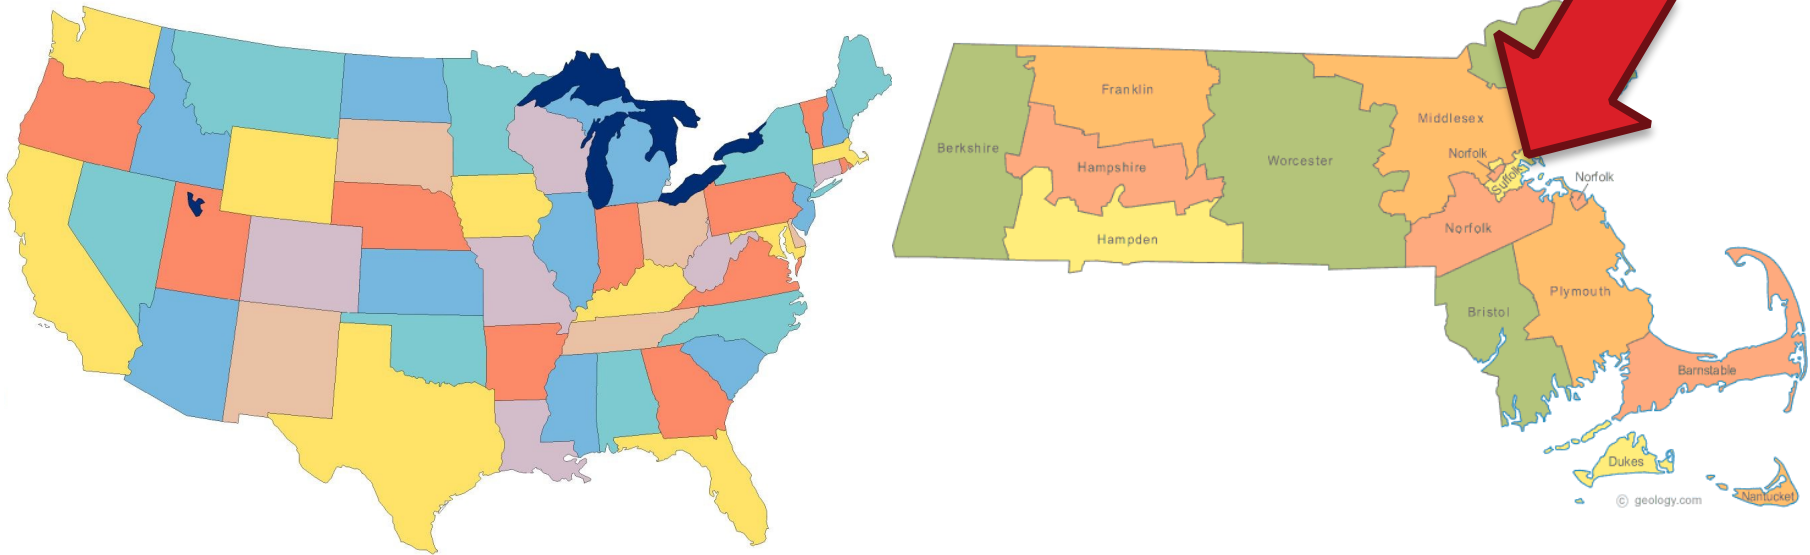 Franklin
Middlesex
Berkshire
Norfolk
Worcester
Hampshire
Suffolk
Norfolk
Norfolk
Hampden
Plymouth
Bristol
Barnstable
Dukes
Nantucket
© geology.com